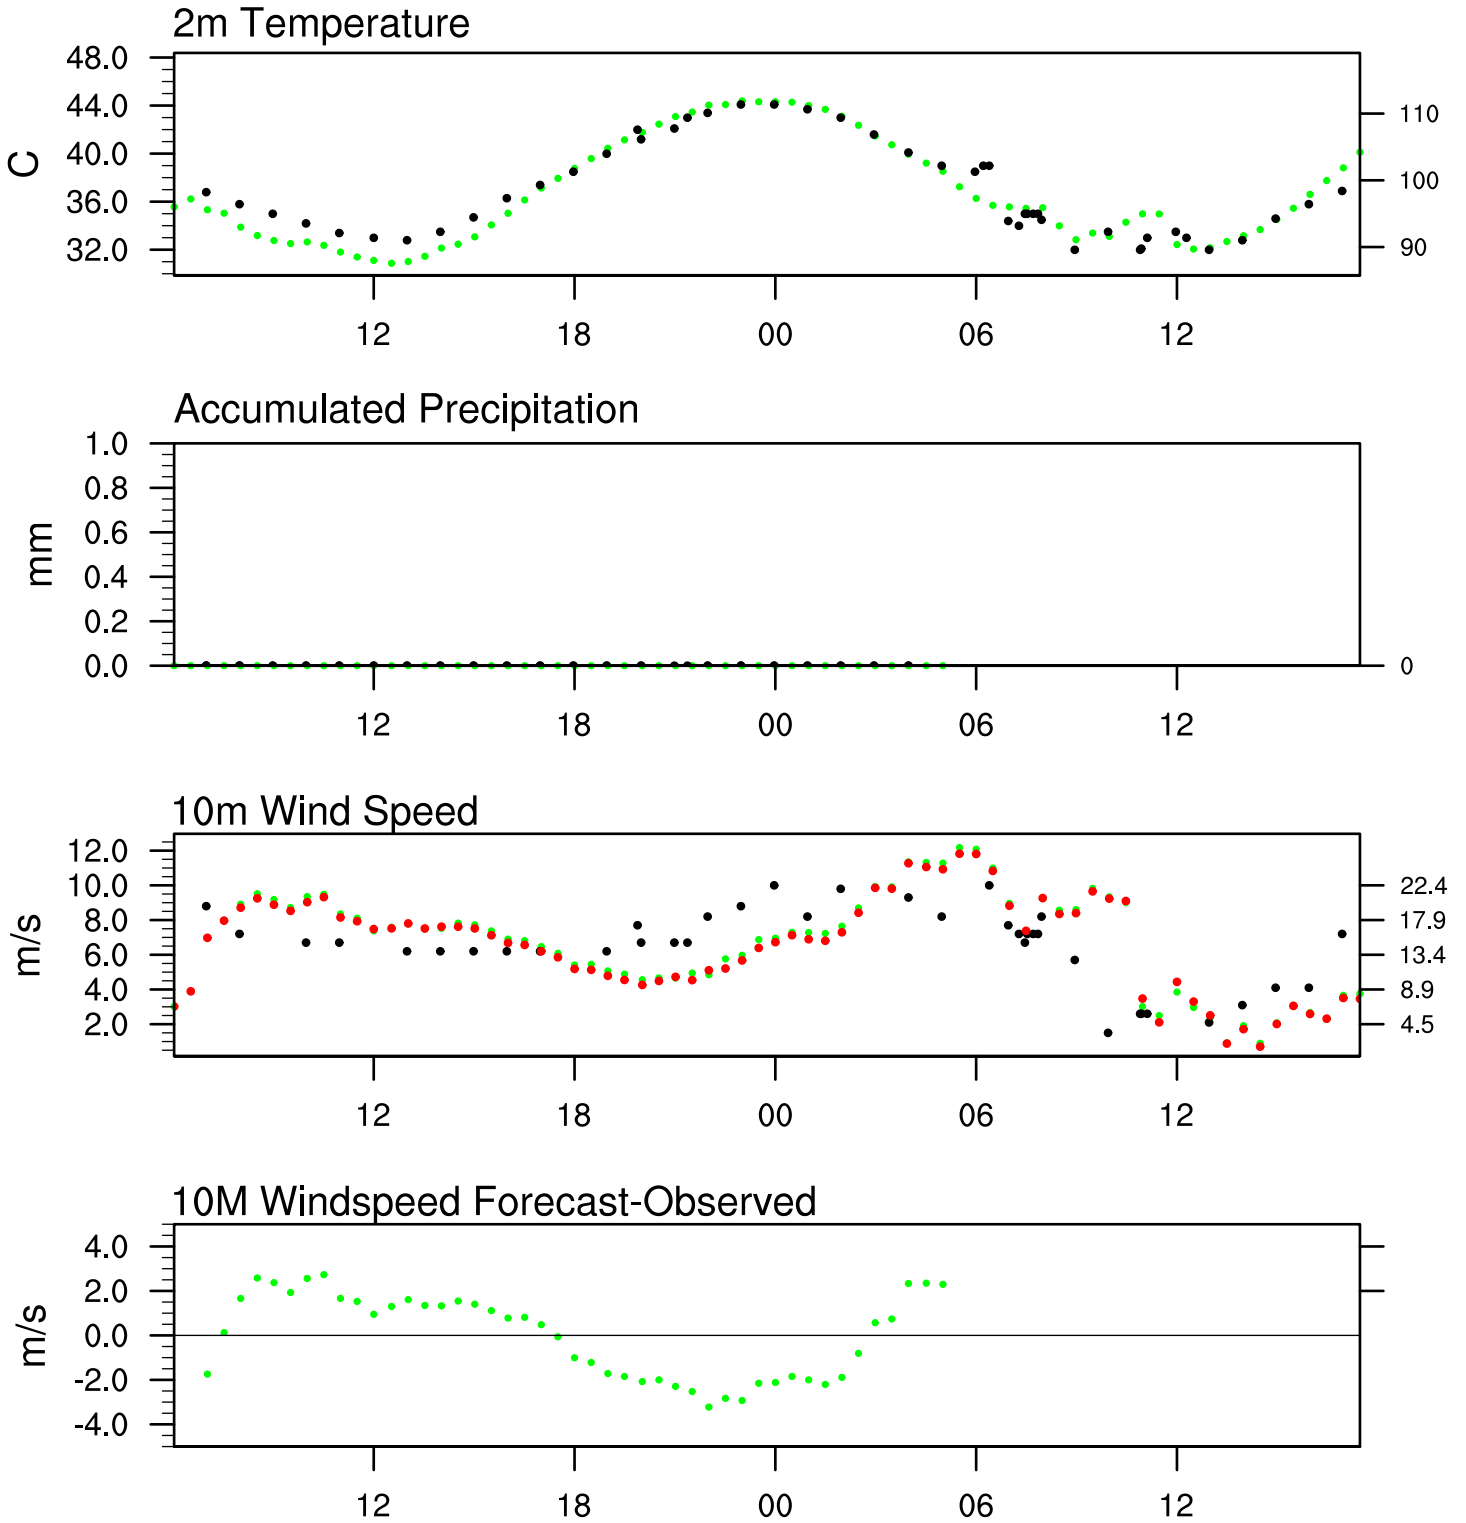 2m Temperature
48.0
44.0
40.0
36.0
32.0
C
110
100
90
12 18 00 06 12
Accumulated Precipitation
1.0
0.8
0.6
0.4
0.2
0.0
mm
0
12 18 00 06 12
10m Wind Speed
12.0
10.0
8.0
6.0
4.0
2.0
m/s
22.4
17.9
13.4
8.9
4.5
12 18 00 06 12
10M Windspeed Forecast-Observed
4.0
2.0
0.0
-2.0
-4.0
m/s
12 18 00 06 12